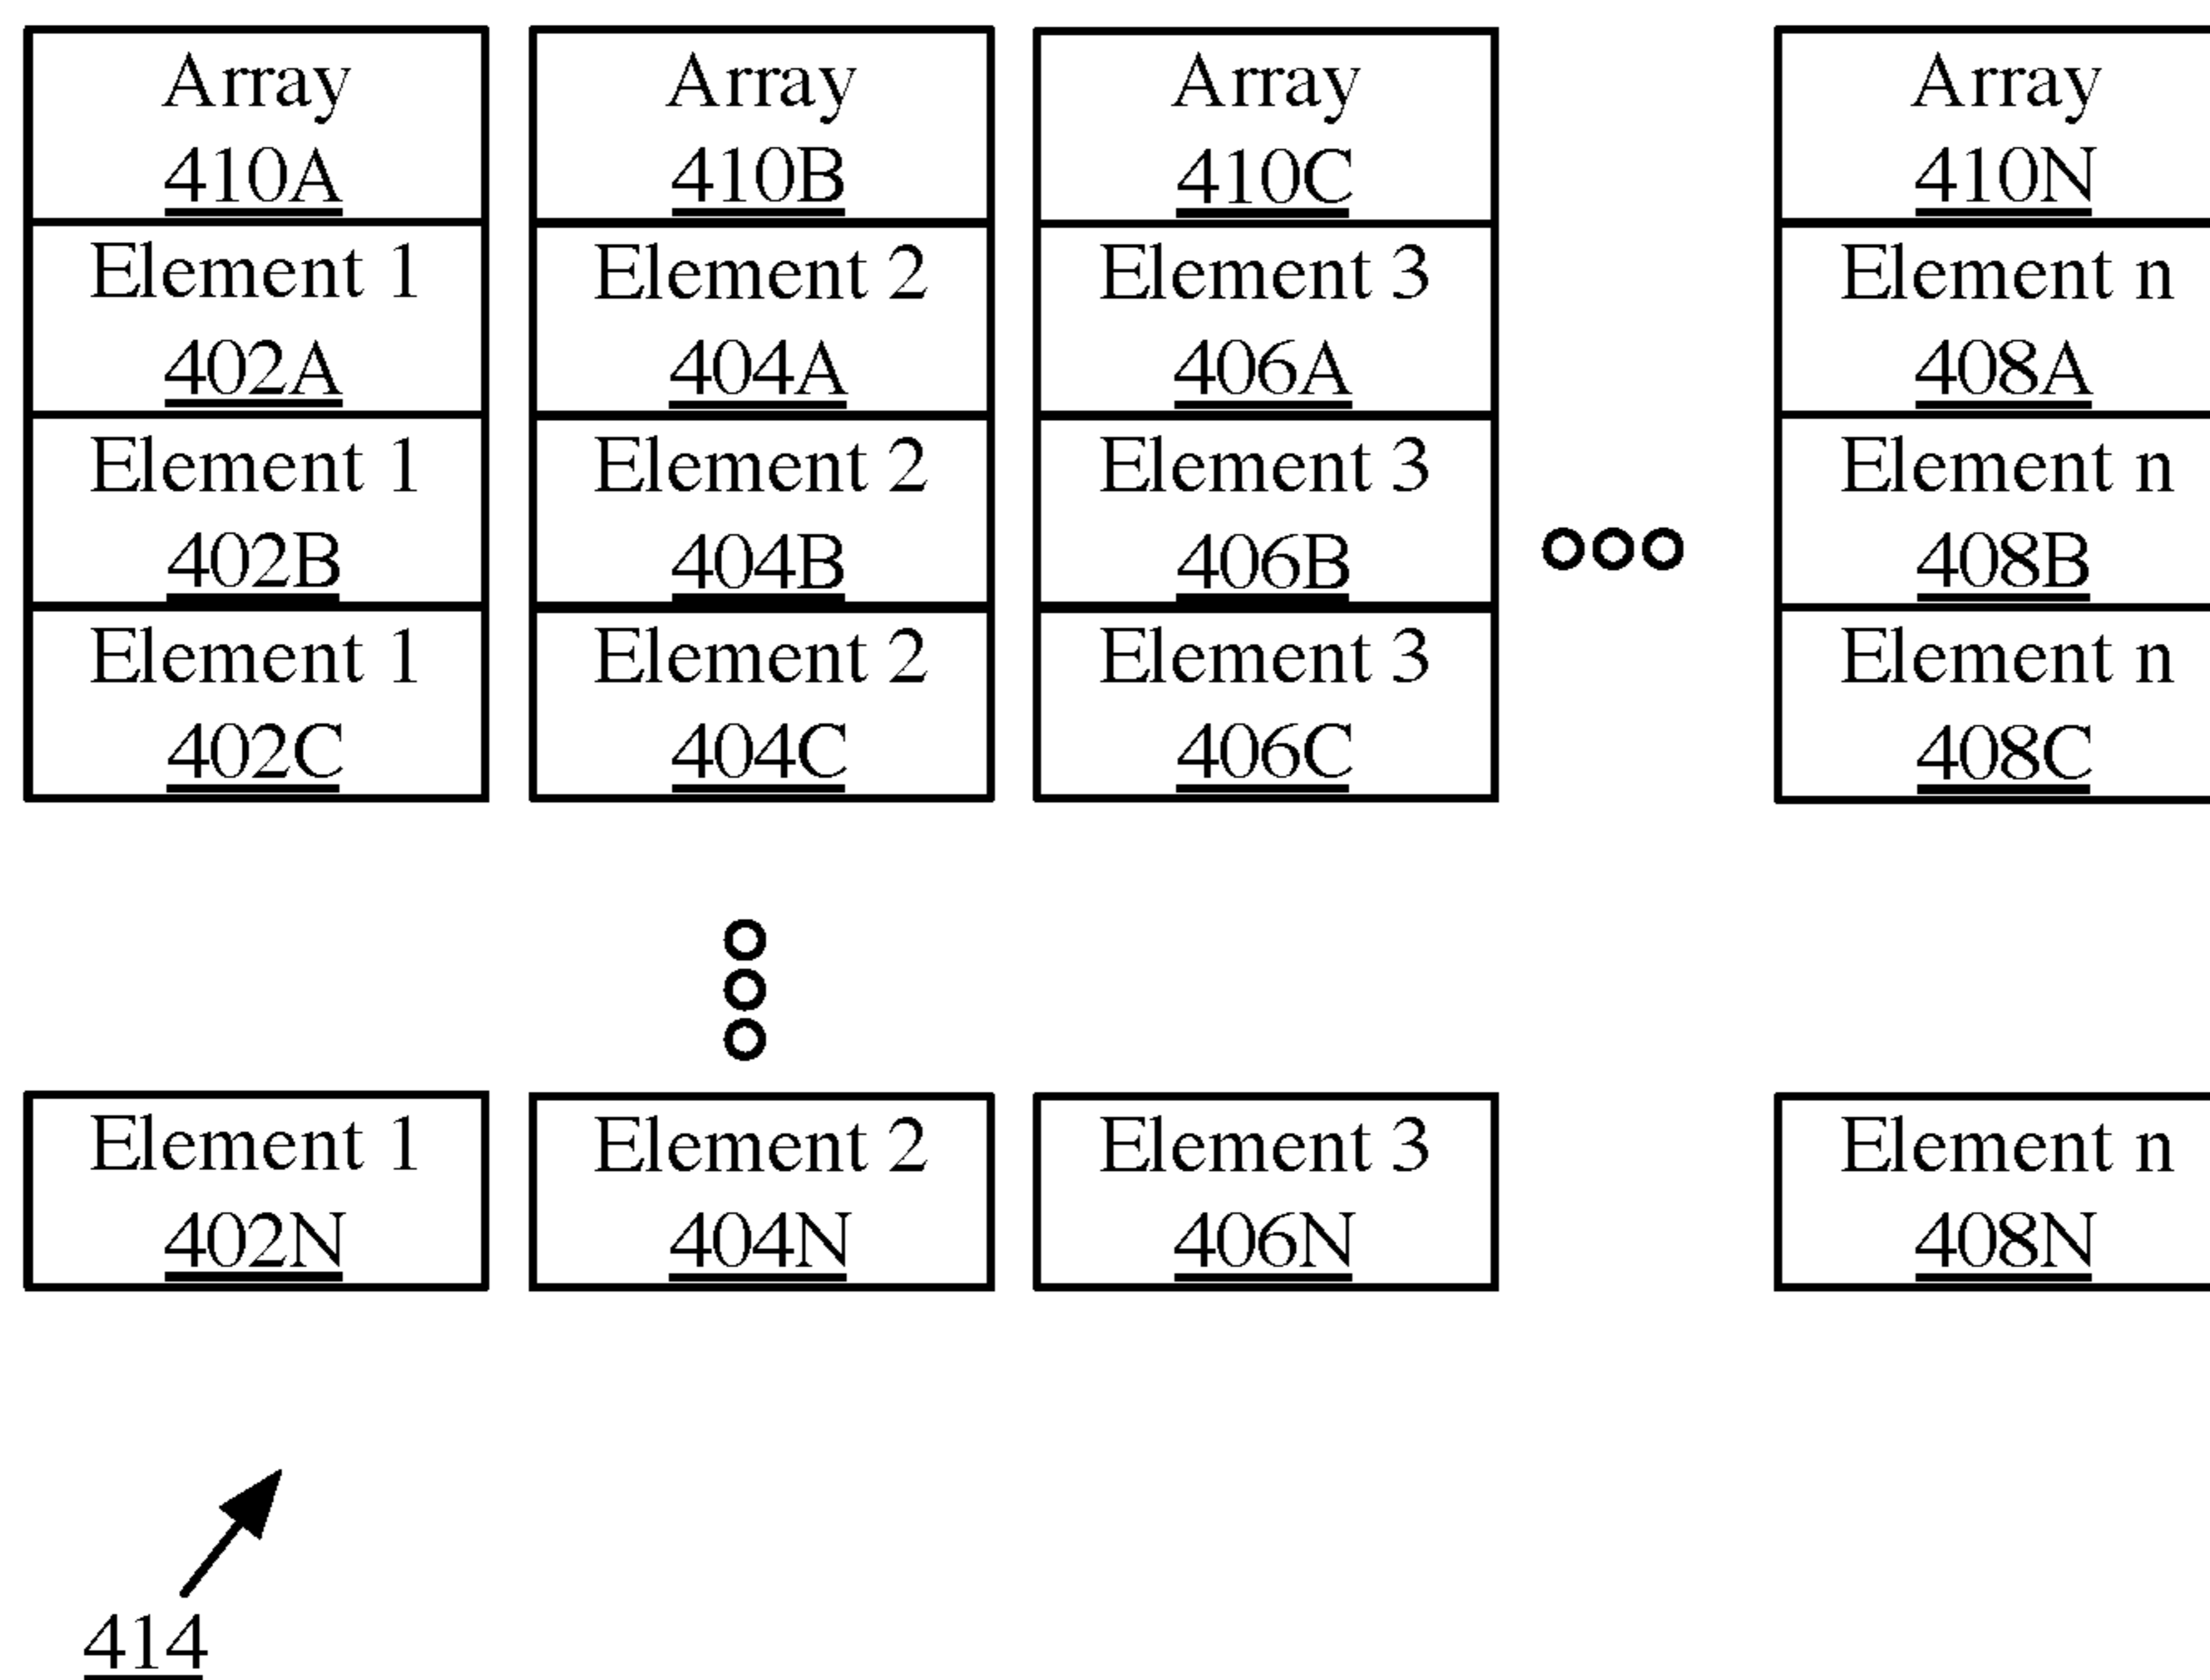 Array
410A
Element 1
402A
Element 1
402B
Element 1
402C
Element 1
402N
Array
410B
Element 2
404A
Element 2
404B
Element 2
404C
Element 2
404N
Array
410C
Element 3
406A
Element 3
406B
Element 3
406C
Element 3
406N
Array
410N
Element n
408A
Element n
408B
Element n
408C
Element n
408N
414